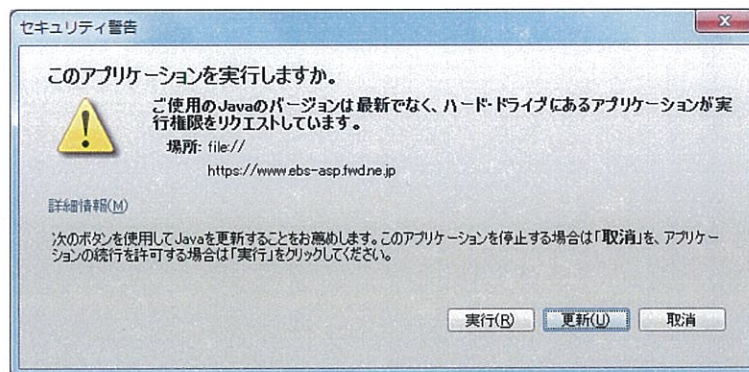 セキュリティ警告
このアプリケーションを実行しますか。
ご使用のJavaのバージョンは最新でなく、ハード・ドライブにあるアプリケーションが実
行権限をリクエストしています。
場所: file://
https://www.ebs-asp.fwd.ne.jp
詳細情報(M)
次のボタンを使用してJavaを更新することをお薦めします。このアプリケーションを停止する場合は「取消」を、アプリケー
ションの続行を許可する場合は「実行」をクリックしてください。
実行(R) 更新(U) 取消